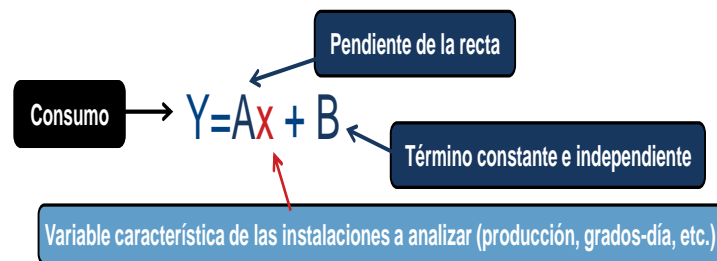 Pendiente de la recta
Consumo
Y=Ax + B
Término constante e independiente
Variable característica de las instalaciones a analizar (producción, grados-día, etc.)